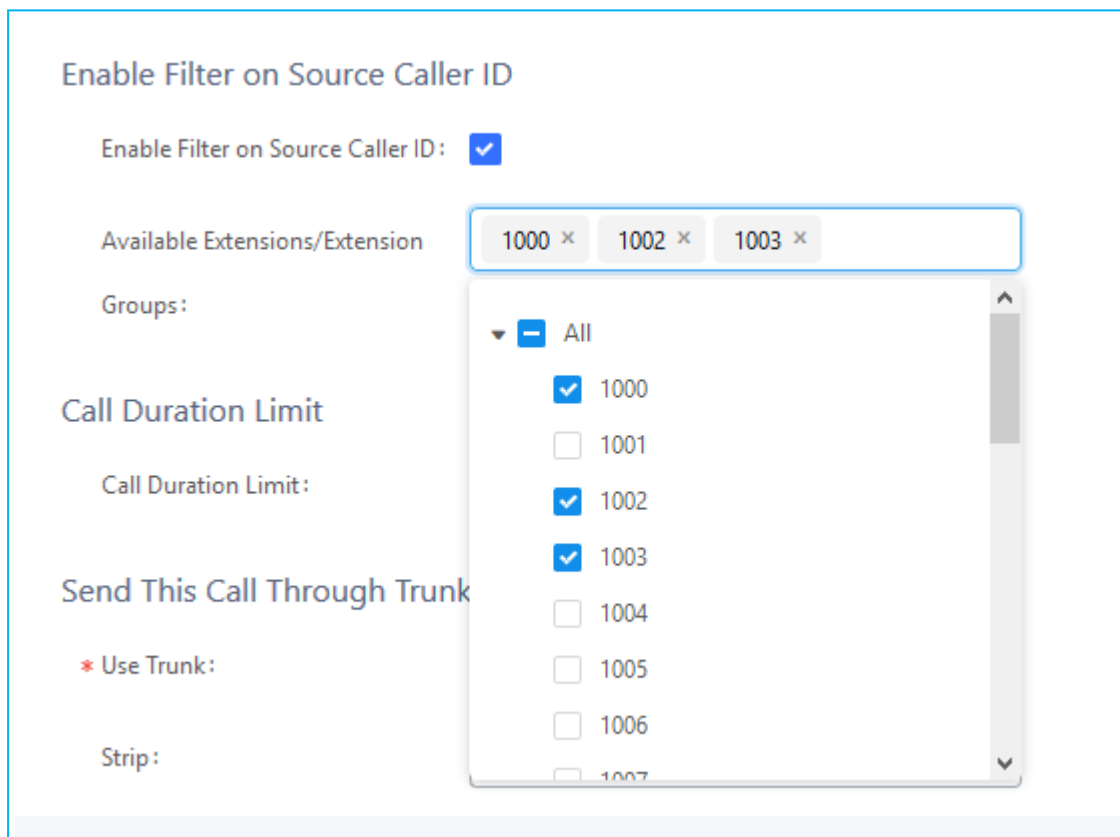 Enable Filter on Source Caller ID
Enable Filter on Source Caller ID:
Available Extensions/Extension
Groups:
1000 × 1002 × 1003 ×
All
1000
1001
1002
1003
1004
1005
1006
1007
Call Duration Limit
Call Duration Limit:
Send This Call Through Trunk
* Use Trunk:
Strip: